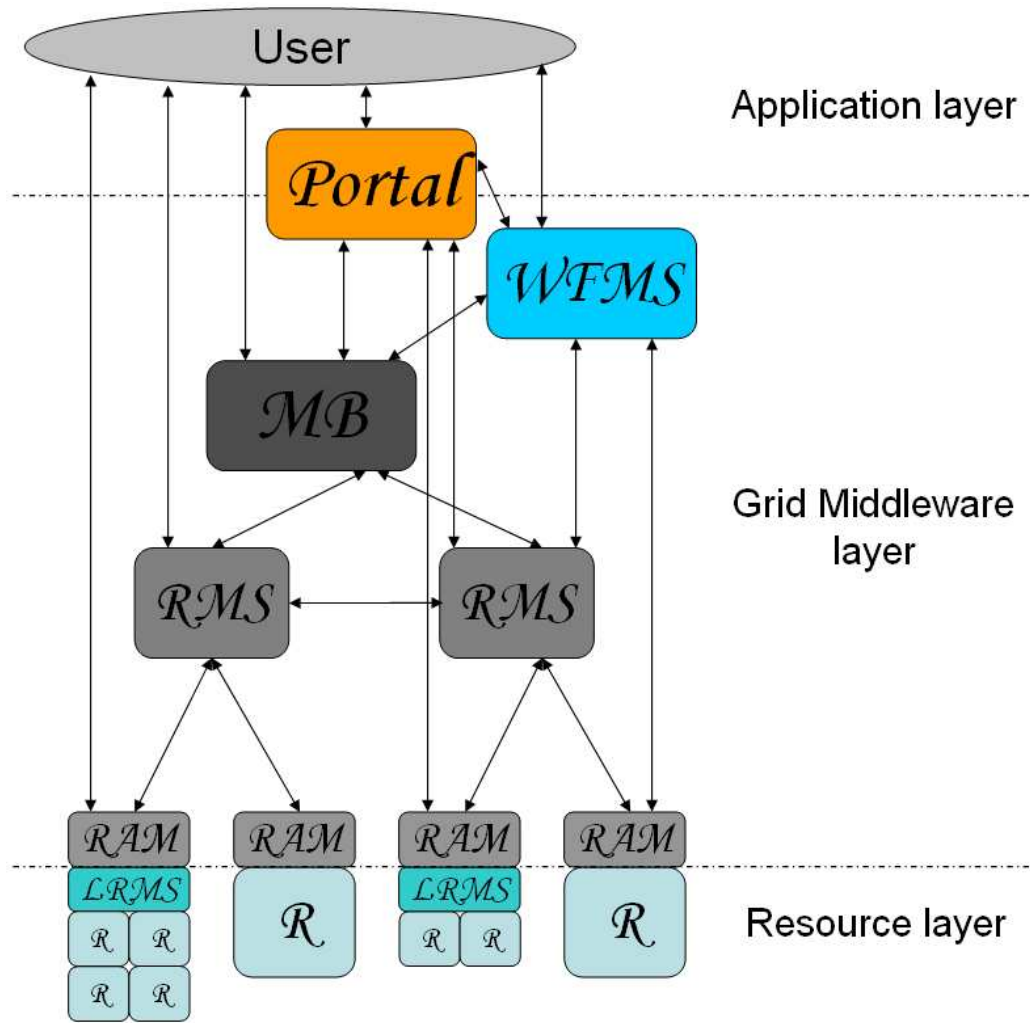 User
Application layer
Portal
WFMS
MB
Grid Middleware
layer
RMS RMS
RAM RAM RAM RAM
LRMS R LRMS R
R R R R
R R
Resource layer